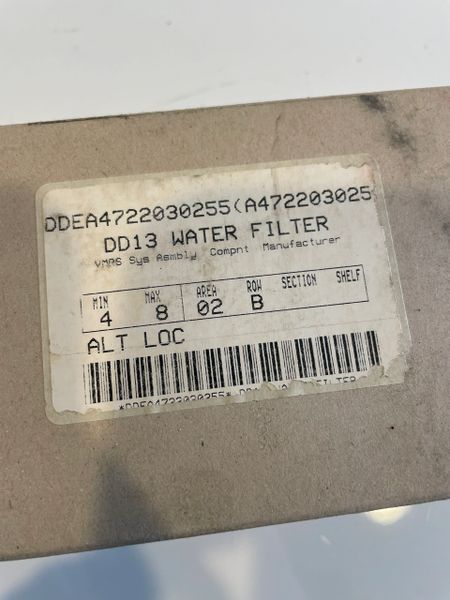 DDEA4722030255(A472203025
DD13 WATER FILTER
VMRS Sys Asmbly Compnt Manufacturer
MIN MAX AREA ROW SECTION SHELF
4 8 02 B
ALT LOC
*DDEA4722030255*